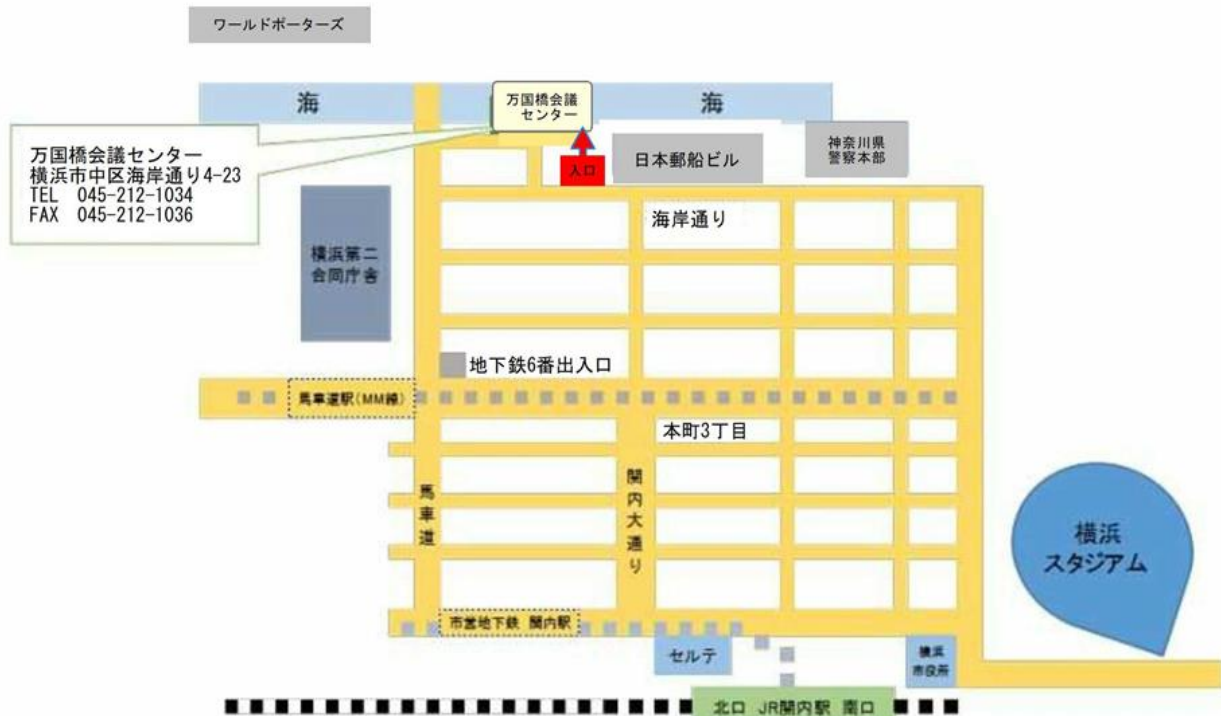 ワールドポーターズ
海
万国橋会議
センター
海
万国橋会議センター
横浜市中区海岸通り4-23
TEL 045-212-1034
FAX 045-212-1036
入口
日本郵船ビル
神奈川県
警察本部
海岸通り
横浜第二
合同庁舎
地下鉄6番出入口
馬車道駅(MM線)
本町3丁目
馬車道
関内大通り
横浜
スタジアム
市営地下鉄 関内駅
セルテ
横浜
市役所
北口 JR関内駅 南口